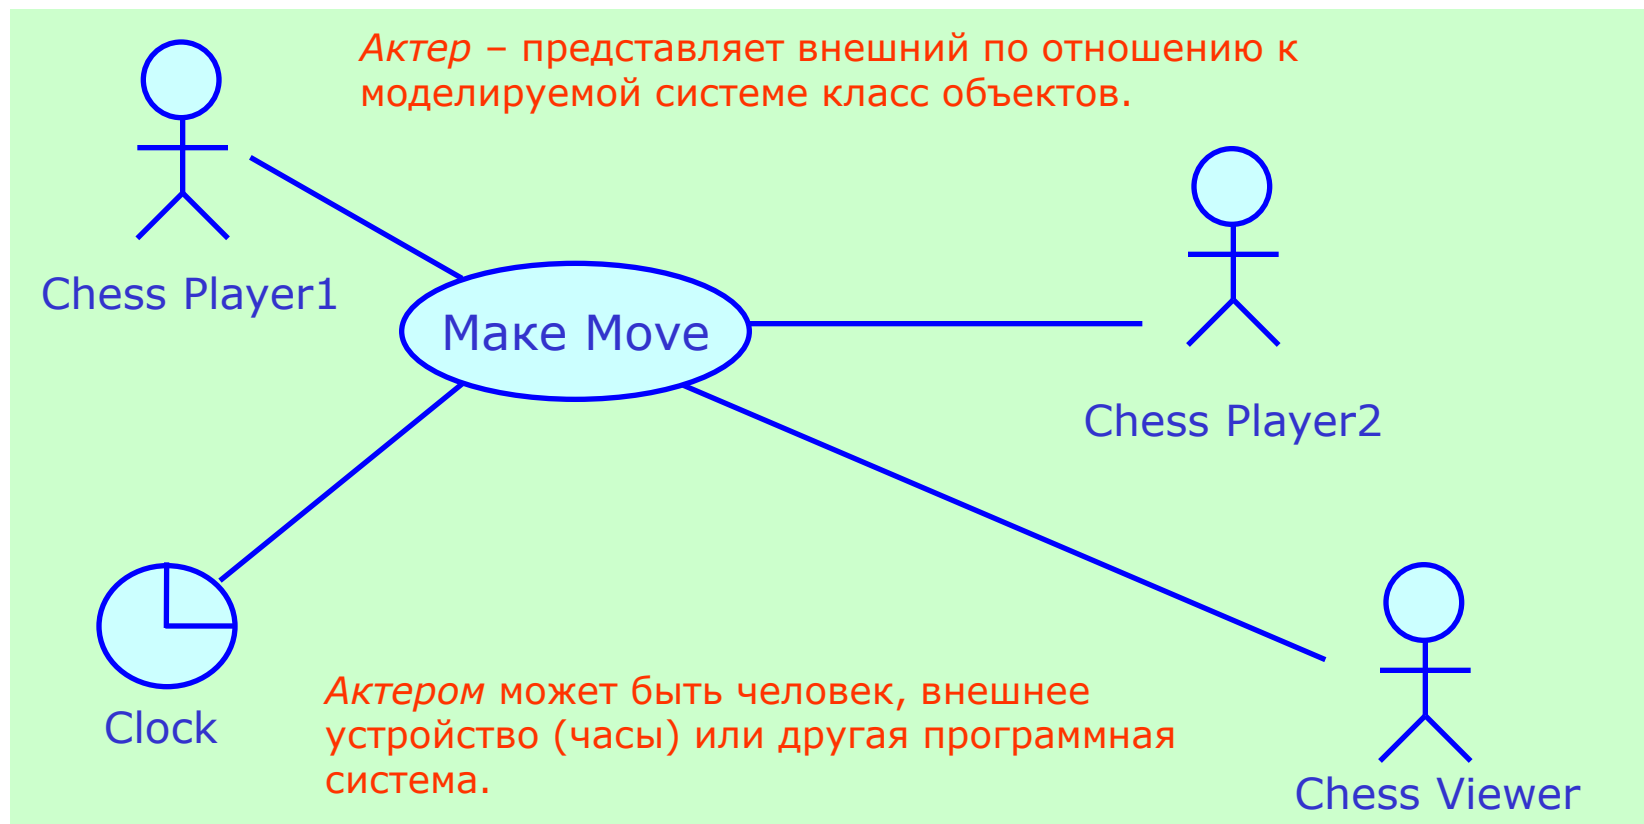 Актер – представляет внешний по отношению к
моделируемой системе класс объектов.
Chess Player1
Маке Move
Chess Player2
Актером может быть человек, внешнее
устройство (часы) или другая программная
система.
Clock
Chess Viewer